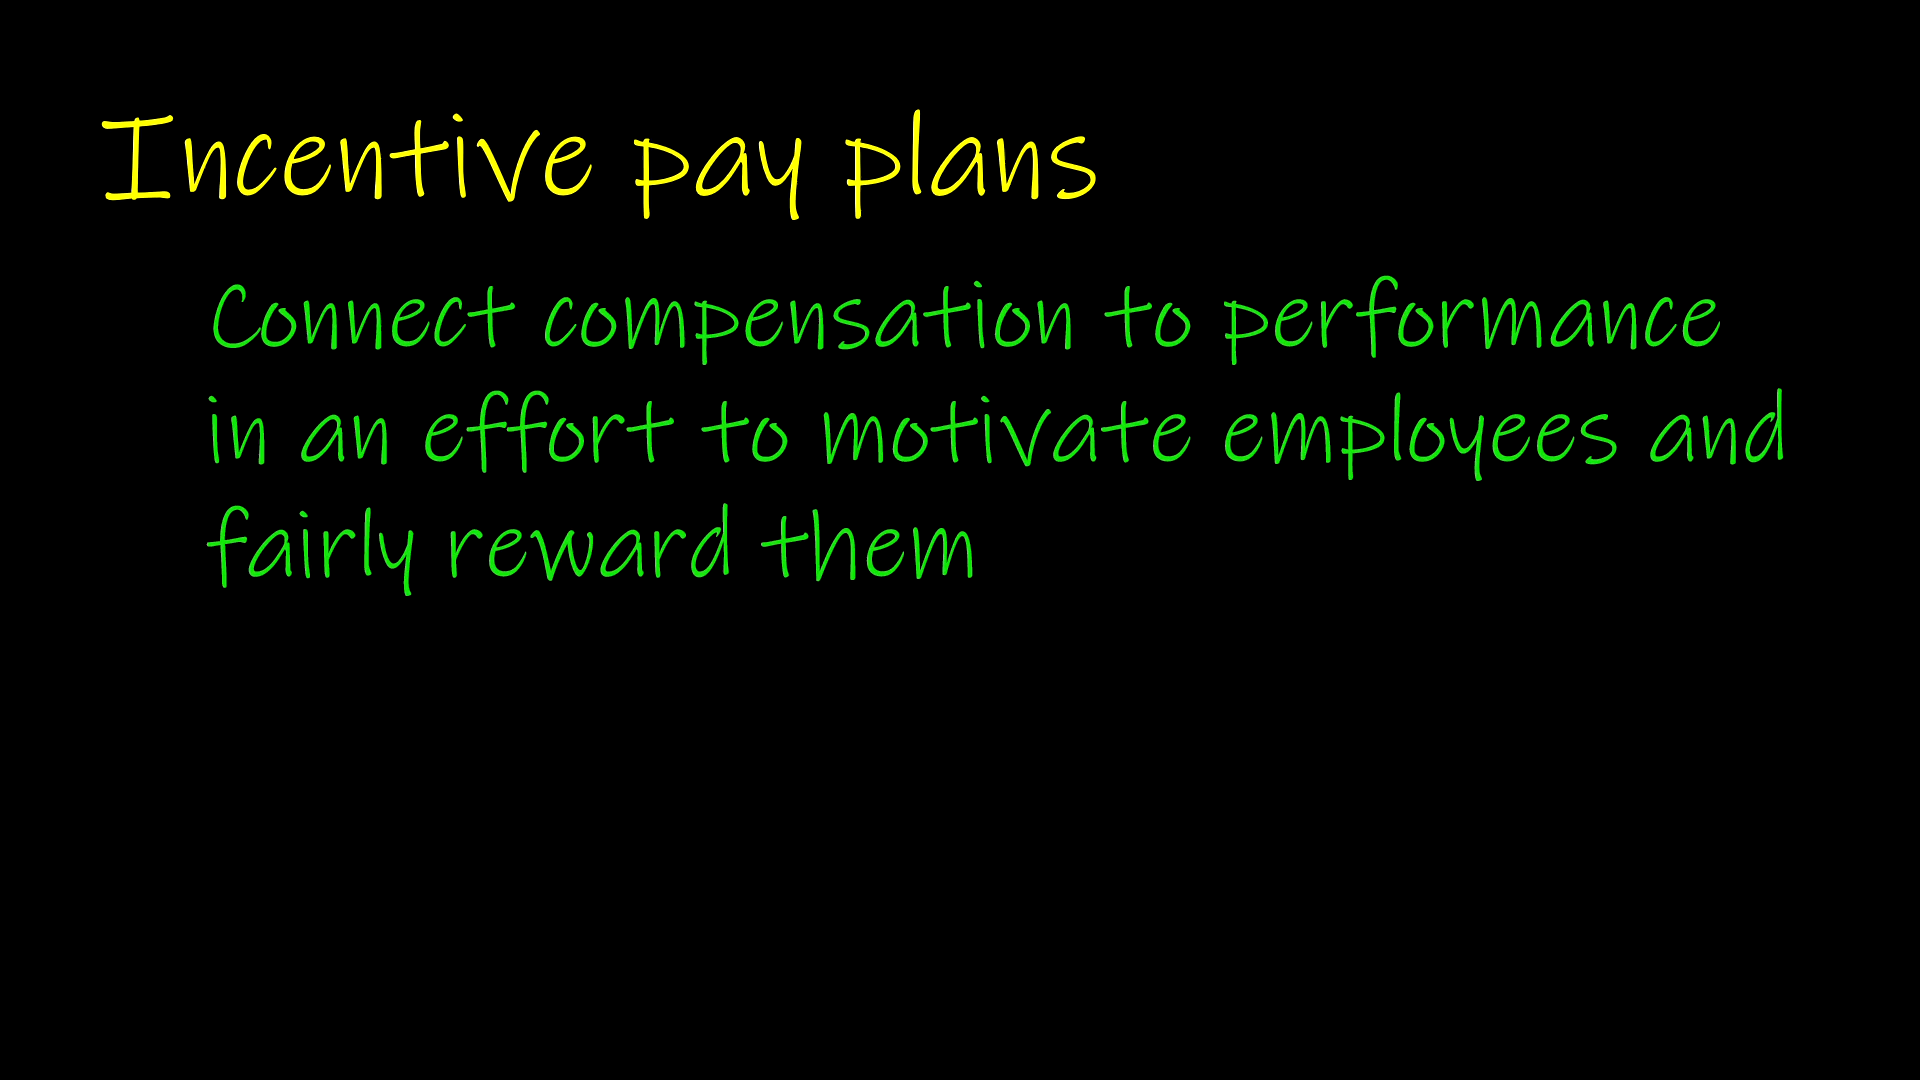 Incentive pay plans
Connect compensation to performance
in an effort to motivate employees and
fairly reward them